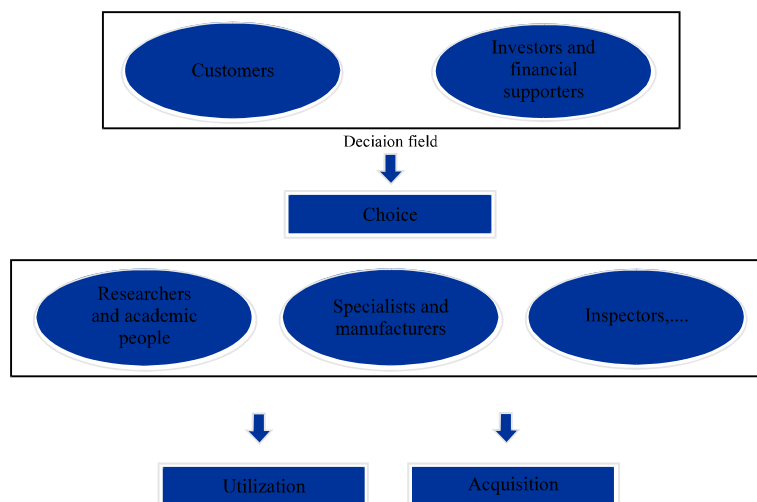 Customers
Investors and
financial
supporters
Deciaion field
Choice
Researchers
and academic
people
Specialists and
manufacturers
Inspectors,....
Utilization
Acquisition